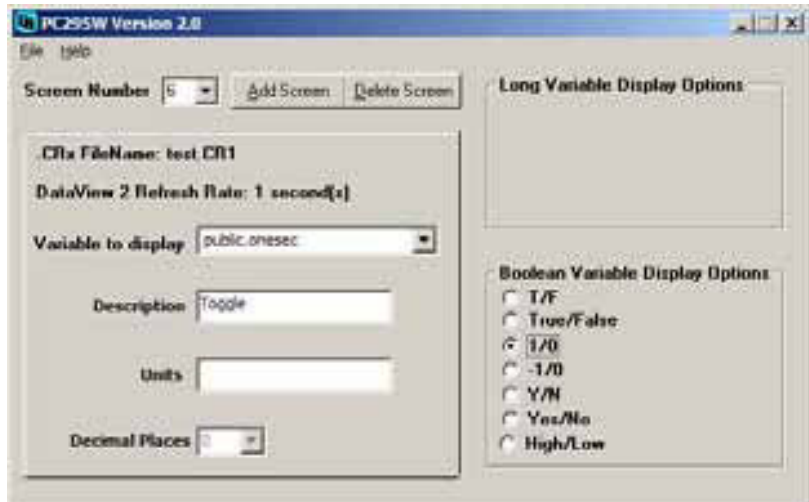 PC295W Version 2.0
File Help
Screen Number 6 Add Screen Delete Screen
.CRx FileName: test.CR1
DataView 2 Refresh Rate: 1 second(s)
Variable to display public.onesec
Description Toggle
Units
Decimal Places
Long Variable Display Options
Boolean Variable Display Options
T/F
True/False
1/0
-1/0
Y/N
Yes/No
High/Low